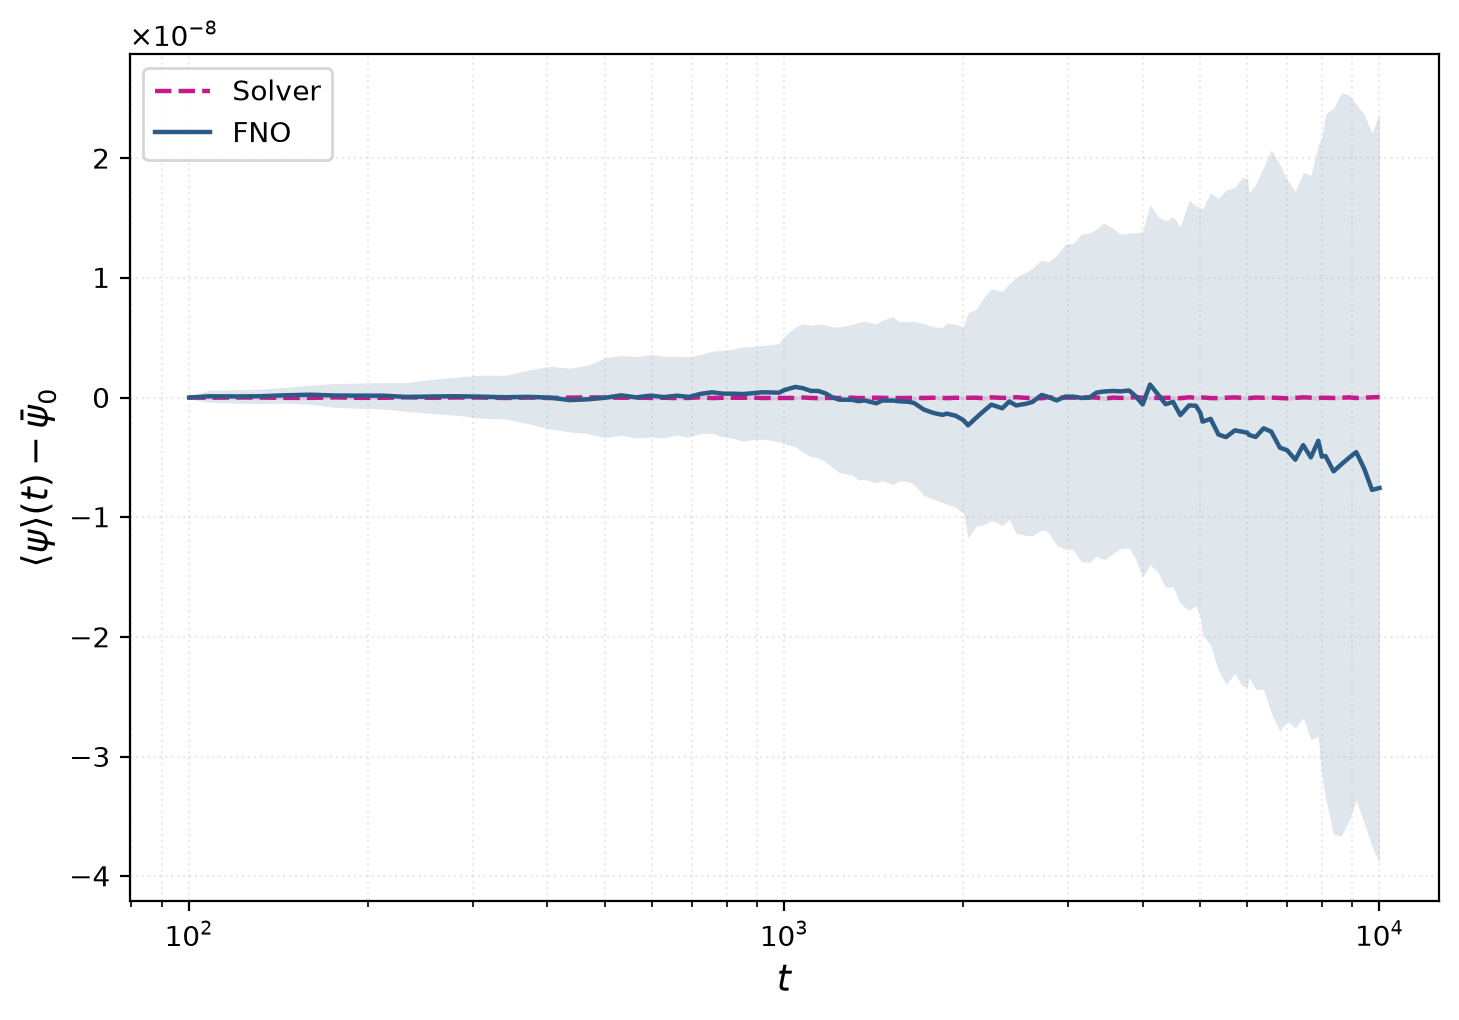 ×10⁻⁸
Solver
FNO
2
1
0
−1
−2
−3
−4
⟨ψ⟩(t) − ψ̄₀
10² 10³ 10⁴
t